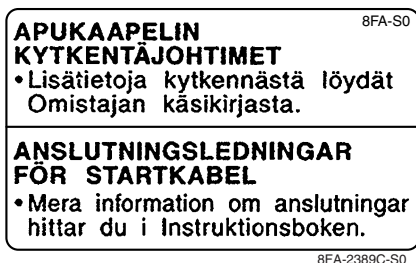 8FA-S0
APUKAAPELIN
KYTKENTÄJOHTIMET
• Lisätietoja kytkennästä löydät
Omistajan käsikirjasta.
ANSLUTNINGSLEDNINGAR
FÖR STARTKABEL
• Mera information om anslutningar
hittar du i Instruktionsboken.
8FA-2389C-S0